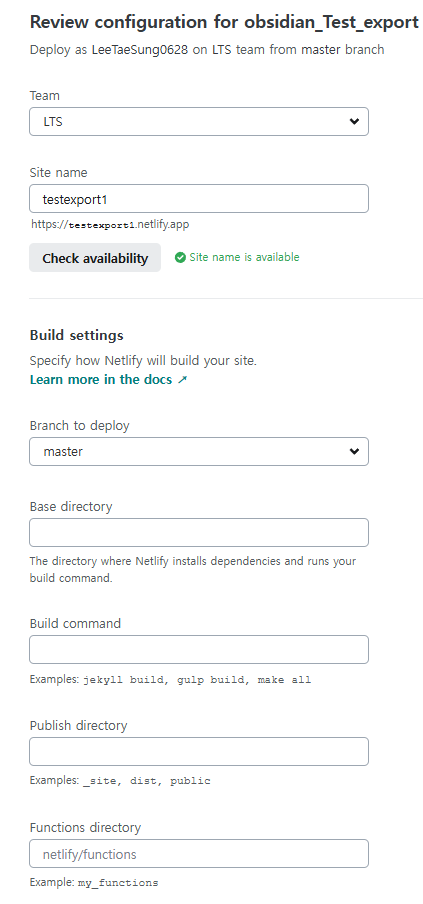 Review configuration for obsidian_Test_export
Deploy as LeeTaeSung0628 on LTS team from master branch
Team
LTS
Site name
testexport1
https://testexport1.netlify.app
Check availability Site name is available
Build settings
Specify how Netlify will build your site.
Learn more in the docs ↗
Branch to deploy
master
Base directory
The directory where Netlify installs dependencies and runs your
build command.
Build command
Examples: jekyll build, gulp build, make all
Publish directory
Examples: _site, dist, public
Functions directory
netlify/functions
Example: my_functions